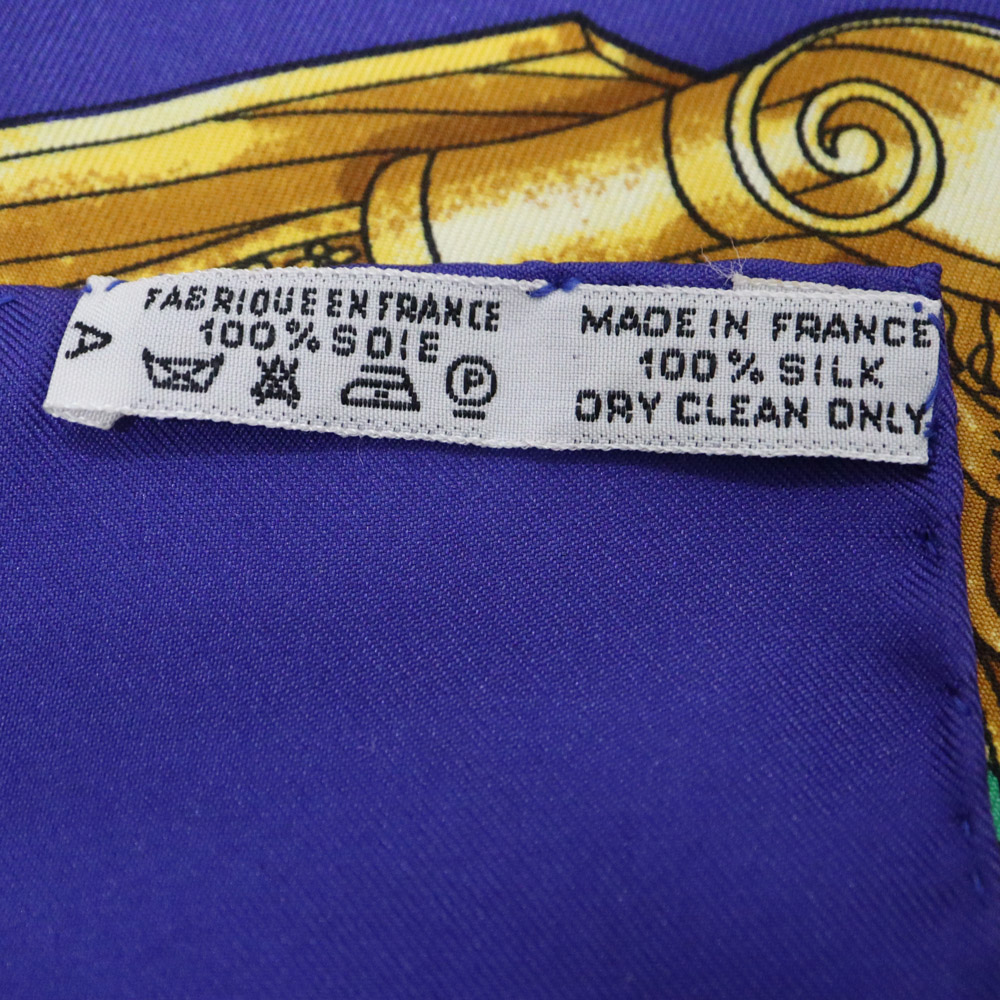 A
FABRIQUE EN FRANCE
100% SOIE
P
MADE IN FRANCE
100% SILK
DRY CLEAN ONLY